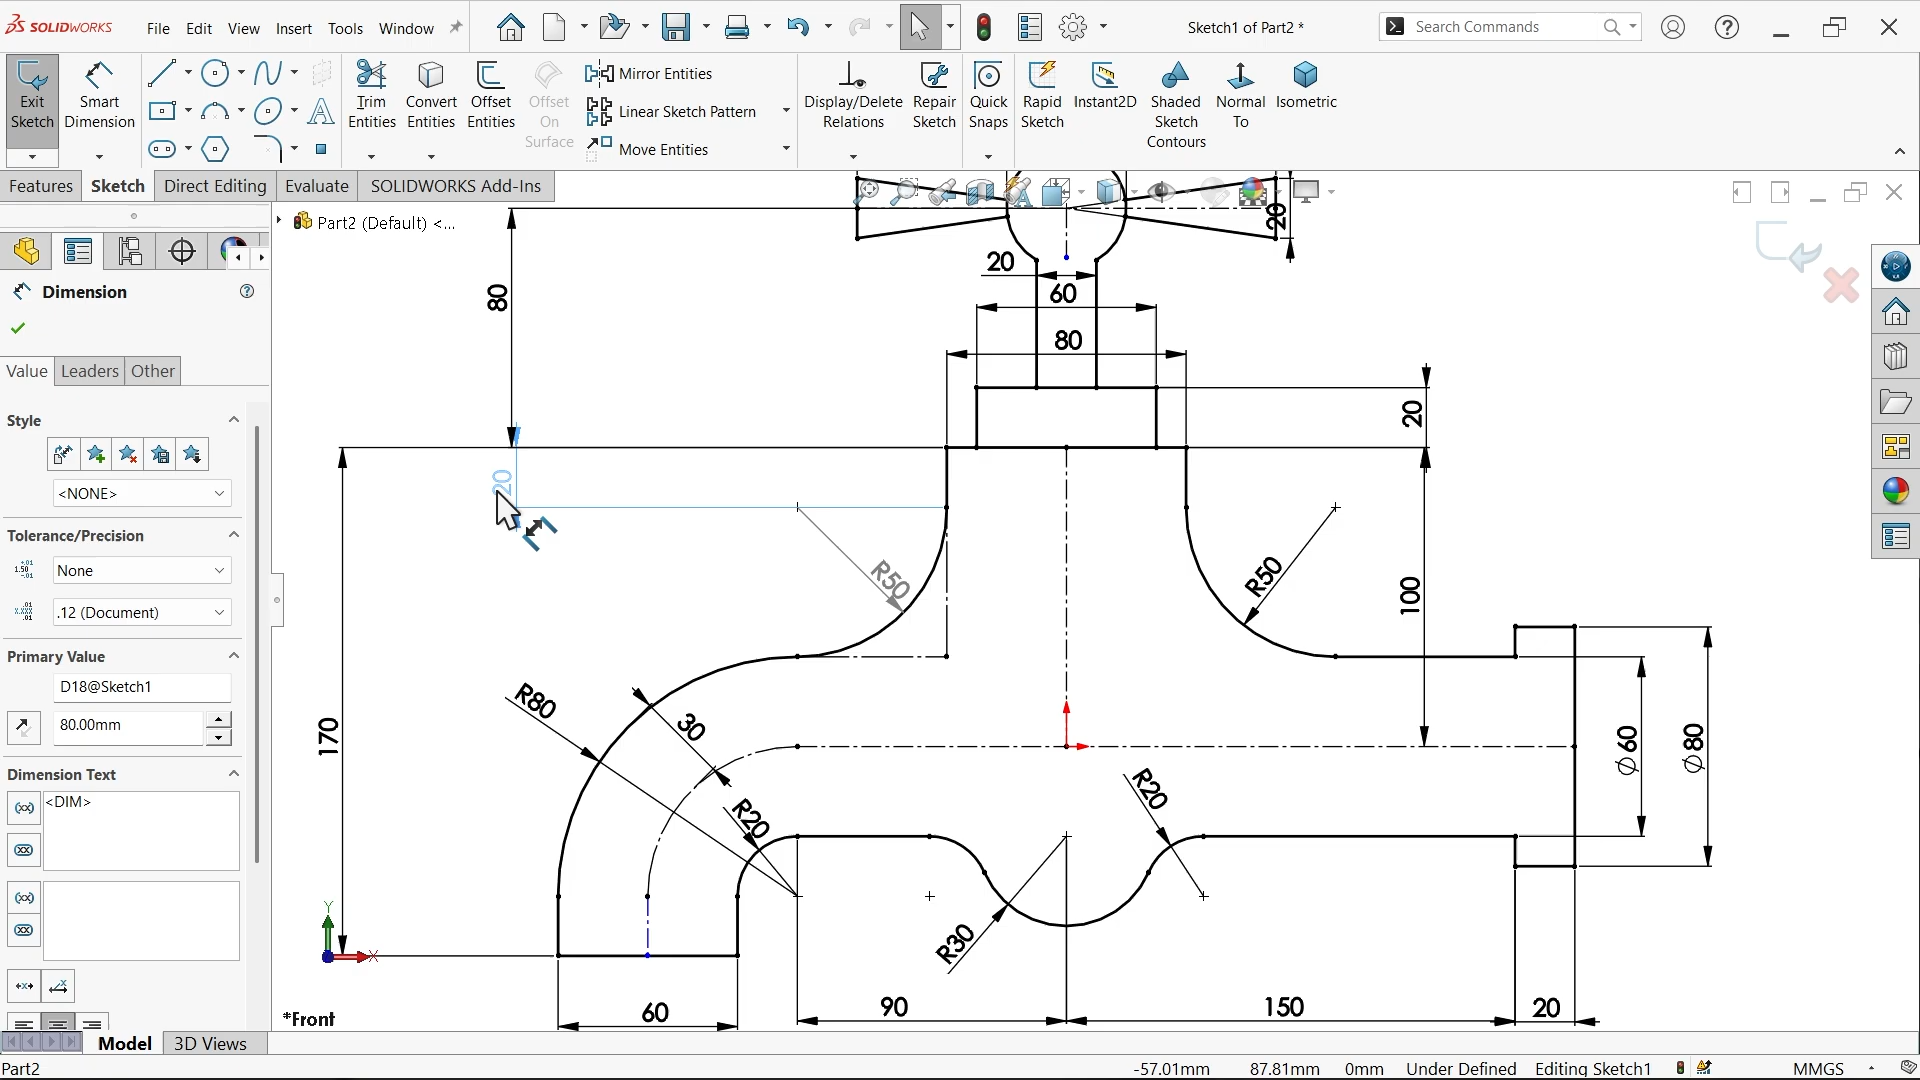 SOLIDWORKS
File Edit View Insert Tools Window
Sketch1 of Part2 *
Search Commands
Exit Sketch
Smart Dimension
Trim Entities
Convert Entities
Offset Entities
Offset On Surface
Mirror Entities
Linear Sketch Pattern
Move Entities
Display/Delete Relations
Repair Sketch
Quick Snaps
Rapid Sketch
Instant2D
Shaded Sketch Contours
Normal To
Isometric
Features Sketch Direct Editing Evaluate SOLIDWORKS Add-Ins
Part2 (Default) <...
Dimension
Value Leaders Other
Style
<NONE>
Tolerance/Precision
None
.12 (Document)
Primary Value
D18@Sketch1
80.00mm
Dimension Text
<DIM>
20
20
80
60
80
20
20
R50
R50
100
170
R80
30
R20
R20
∅60
∅80
R30
60
90
150
20
Y
X
*Front
Model 3D Views
Part2
-57.01mm 87.81mm 0mm Under Defined Editing Sketch1 MMGS